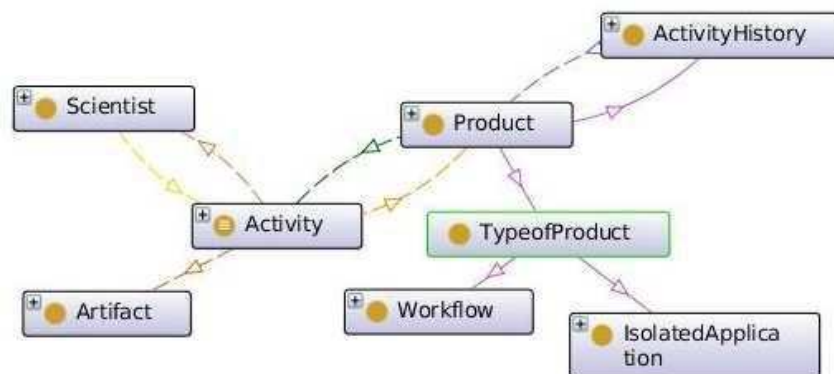 ActivityHistory
Scientist
Product
Activity
TypeofProduct
Artifact
Workflow
IsolatedApplica
tion